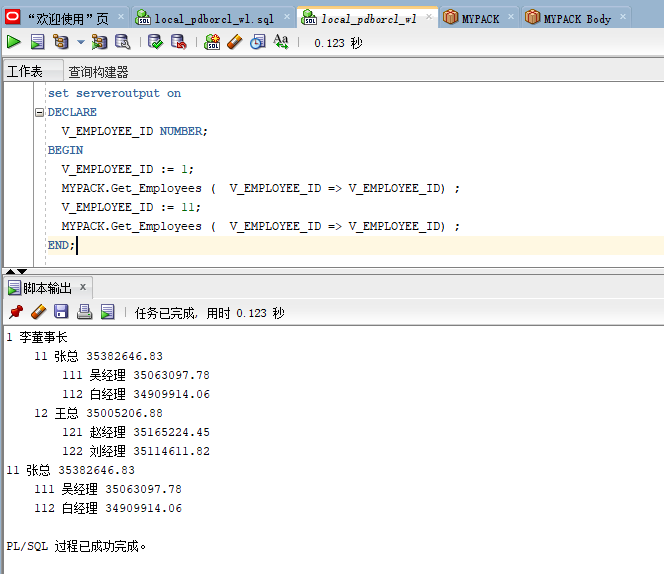 “欢迎使用”页 local_pdborcl_wl.sql local_pdborcl_wl MYPACK MYPACK Body
0.123 秒
工作表 查询构建器
set serveroutput on
DECLARE
  V_EMPLOYEE_ID NUMBER;
BEGIN
  V_EMPLOYEE_ID := 1;
  MYPACK.Get_Employees (  V_EMPLOYEE_ID => V_EMPLOYEE_ID) ;
  V_EMPLOYEE_ID := 11;
  MYPACK.Get_Employees (  V_EMPLOYEE_ID => V_EMPLOYEE_ID) ;
END;
脚本输出 x
任务已完成, 用时 0.123 秒
1 李董事长
    11 张总 35382646.83
        111 吴经理 35063097.78
        112 白经理 34909914.06
    12 王总 35005206.88
        121 赵经理 35165224.45
        122 刘经理 35114611.82
11 张总 35382646.83
    111 吴经理 35063097.78
    112 白经理 34909914.06
PL/SQL 过程已成功完成。